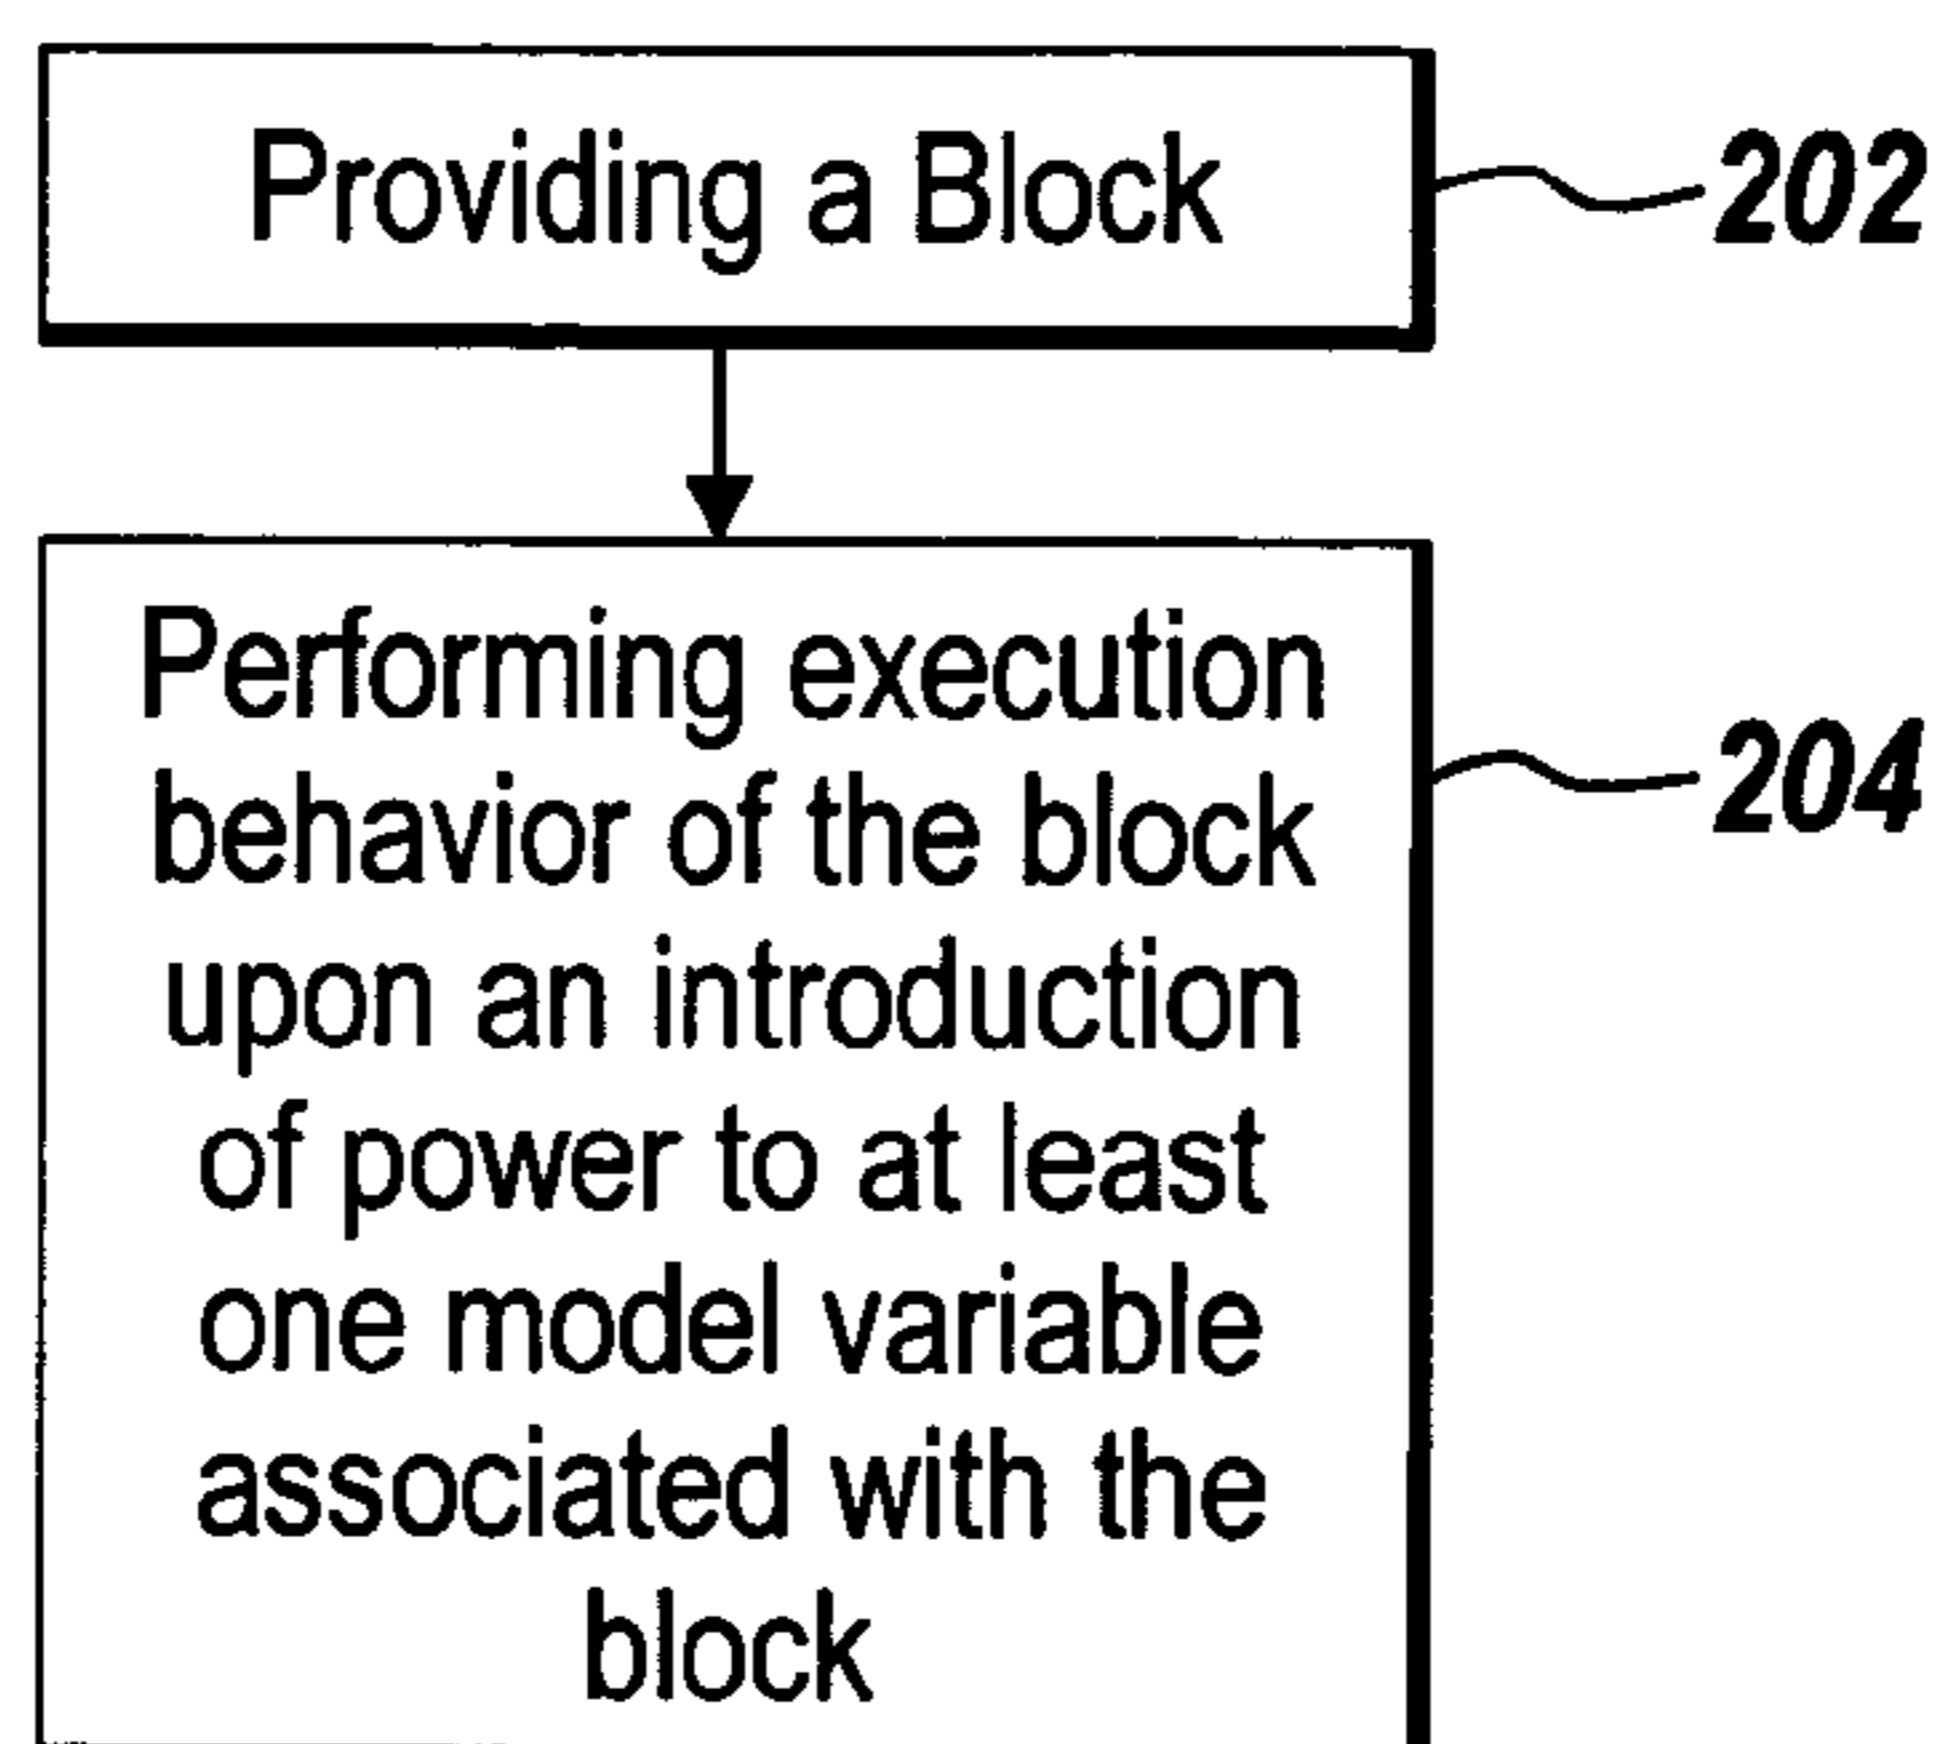 Providing a Block
202
Performing execution
behavior of the block
upon an introduction
of power to at least
one model variable
associated with the
block
204